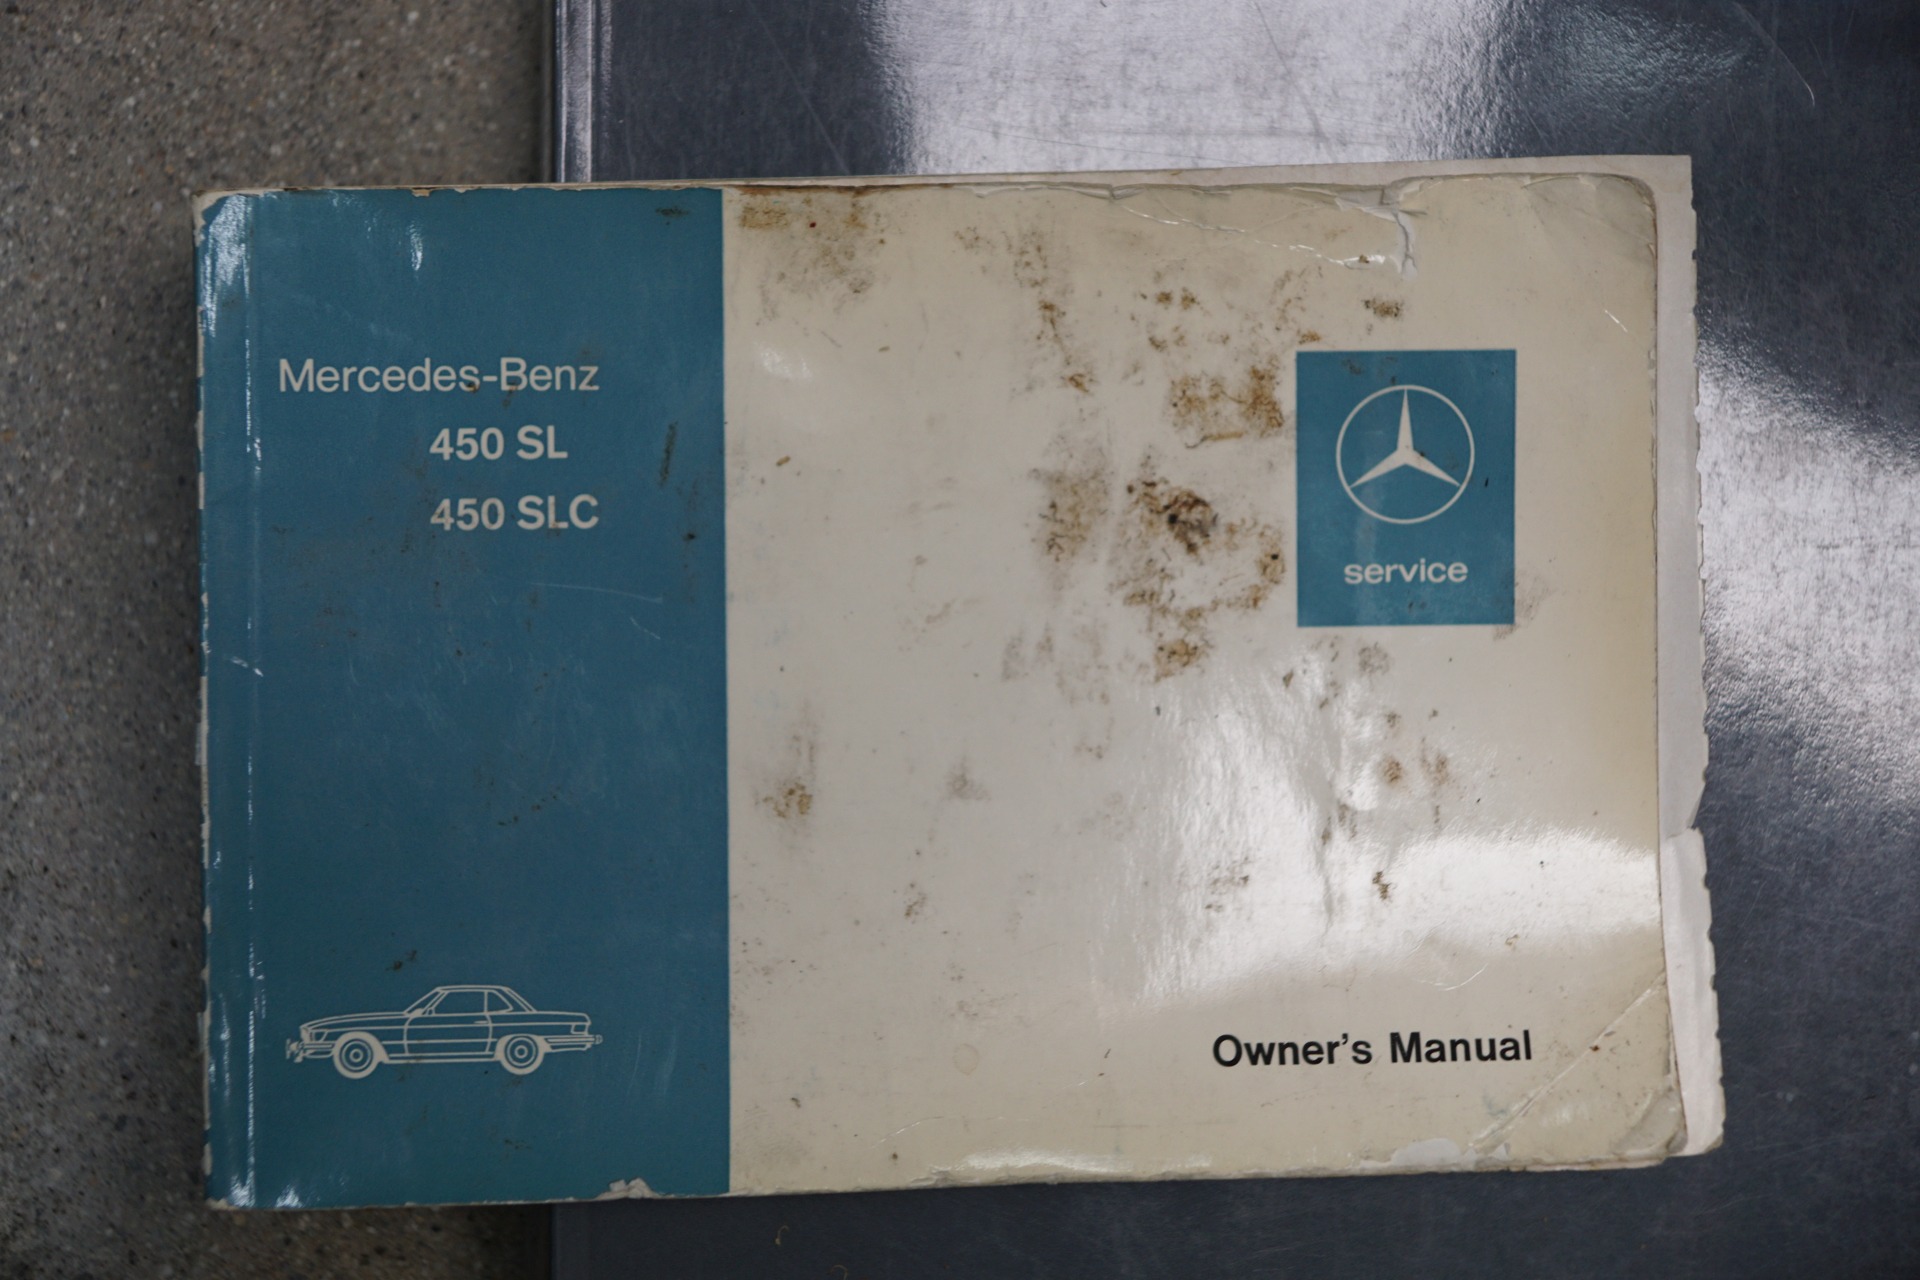 Mercedes-Benz
450 SL
450 SLC
service
Owner's Manual